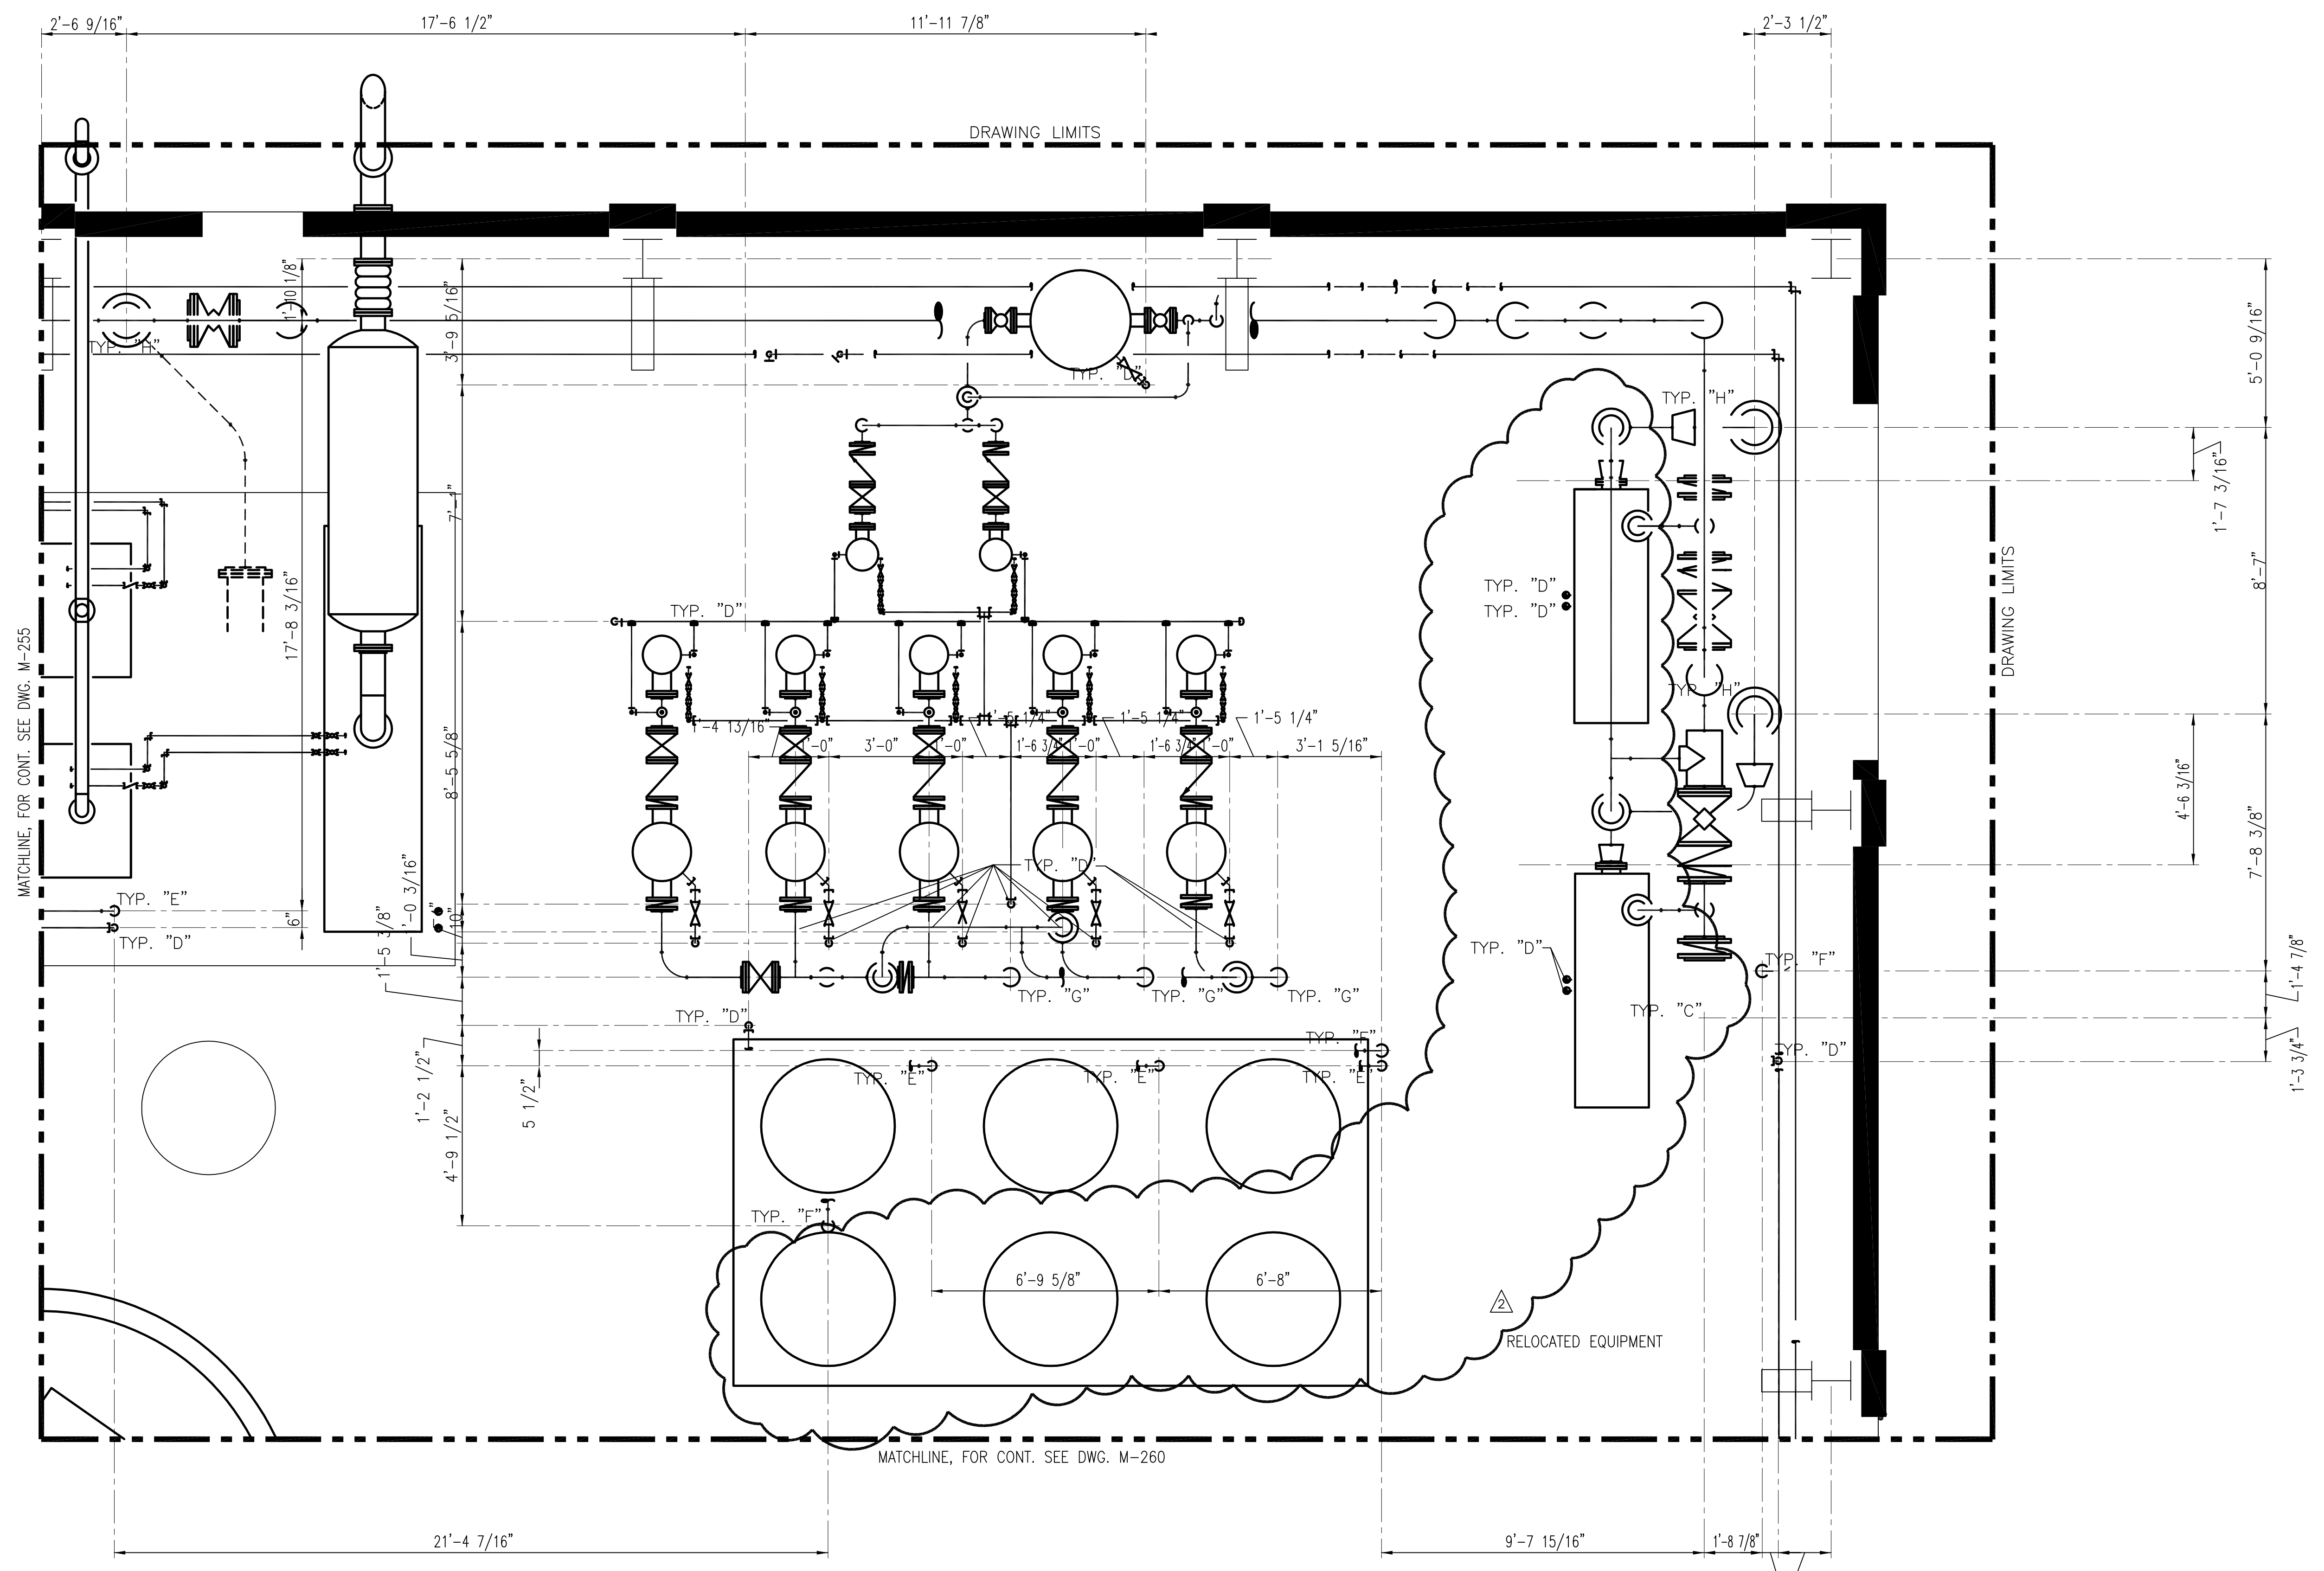 2'-6 9/16"
17'-6 1/2"
11'-11 7/8"
2'-3 1/2"
DRAWING LIMITS
1'-10 1/8"
3'-9 5/16"
5'-0 9/16"
TYP. "H"
TYP. "D"
TYP. "H"
1'-7 3/16"
7'-1"
8'-7"
DRAWING LIMITS
17'-8 3/16"
TYP. "D"
TYP. "D"
TYP. "D"
MATCHLINE, FOR CONT. SEE DWG. M-255
TYP. "H"
1'-4 13/16"
1'-5 1/4"
1'-5 1/4"
1'-5 1/4"
1'-0"
3'-0"
1'-0"
1'-6 3/4"
1'-0"
1'-6 3/4"
1'-0"
3'-1 5/16"
8'-5 5/8"
4'-6 3/16"
7'-8 3/8"
TYP. "D"
TYP. "E"
TYP. "D"
6"
1'-5 3/8"
1'-0 3/16"
10"
TYP. "D"
TYP. "F"
1'-4 7/8"
TYP. "G"
TYP. "G"
TYP. "G"
TYP. "C"
TYP. "D"
TYP. "F"
TYP. "D"
1'-3 3/4"
1'-2 1/2"
5 1/2"
TYP. "E"
TYP. "E"
TYP. "E"
4'-9 1/2"
TYP. "F"
6'-9 5/8"
6'-8"
2
RELOCATED EQUIPMENT
MATCHLINE, FOR CONT. SEE DWG. M-260
21'-4 7/16"
9'-7 15/16"
1'-8 7/8"